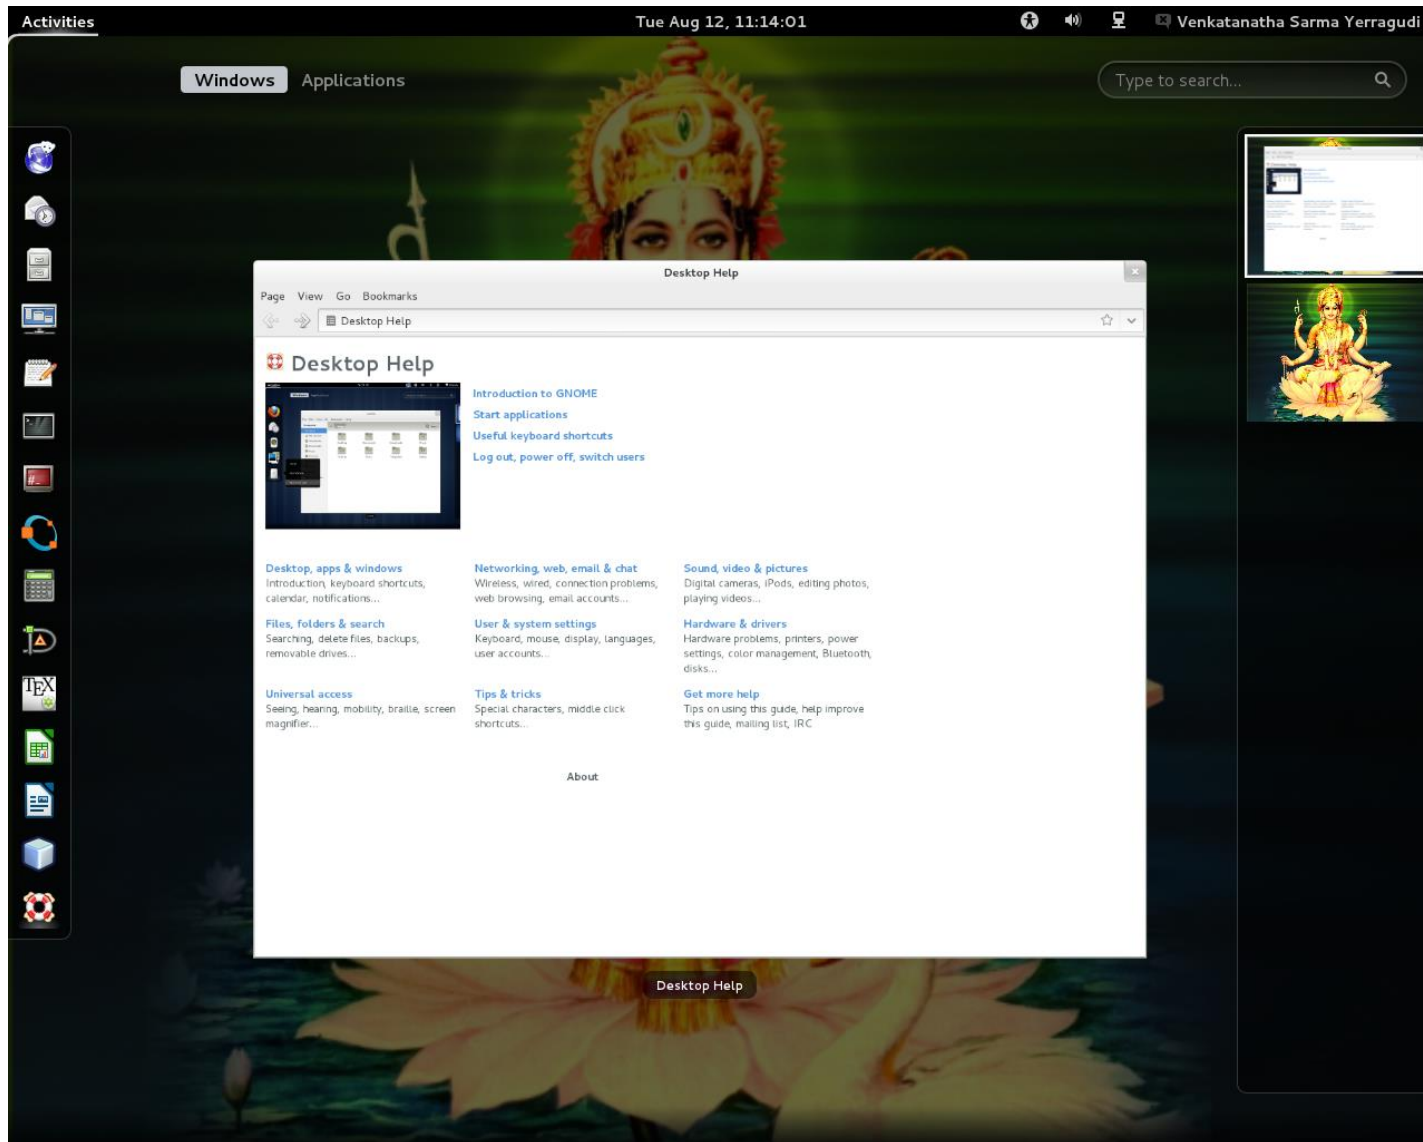 Activities
Tue Aug 12, 11:14:01
Venkatanatha Sarma Yerragudi
Windows
Applications
Type to search...
Desktop Help
Page View Go Bookmarks
Desktop Help
Desktop Help
Introduction to GNOME
Start applications
Useful keyboard shortcuts
Log out, power off, switch users
Desktop, apps & windows
Introduction, keyboard shortcuts,
calendar, notifications...
Networking, web, email & chat
Wireless, wired, connection problems,
web browsing, email accounts...
Sound, video & pictures
Digital cameras, iPods, editing photos,
playing videos...
Files, folders & search
Searching, delete files, backups,
removable drives...
User & system settings
Keyboard, mouse, display, languages,
user accounts...
Hardware & drivers
Hardware problems, printers, power
settings, color management, Bluetooth,
disks...
Universal access
Seeing, hearing, mobility, braille, screen
magnifier...
Tips & tricks
Special characters, middle click
shortcuts...
Get more help
Tips on using this guide, help improve
this guide, mailing list, IRC
About
Desktop Help
TEX